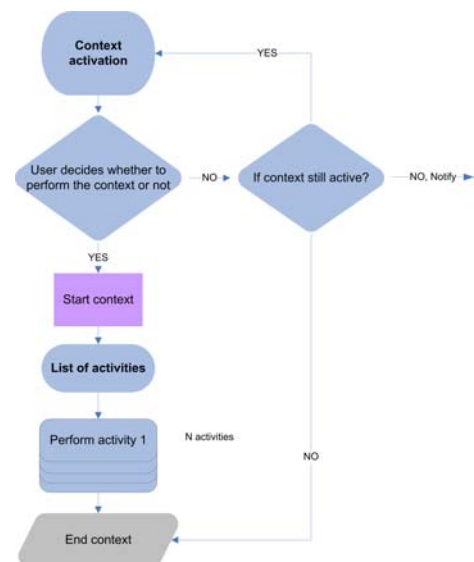 Context
activation
YES
User decides whether to
perform the context or not
NO
If context still active?
NO, Notify
YES
Start context
List of activities
Perform activity 1
N activities
NO
End context